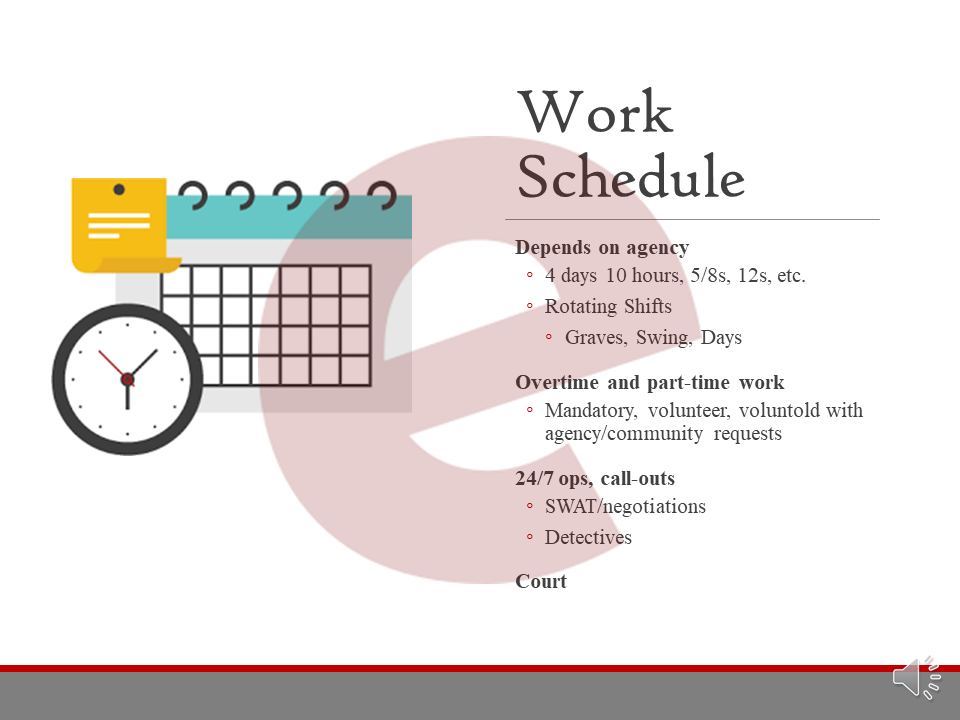 Work
Schedule
Depends on agency
◦ 4 days 10 hours, 5/8s, 12s, etc.
◦ Rotating Shifts
◦ Graves, Swing, Days
Overtime and part-time work
◦ Mandatory, volunteer, voluntold with
agency/community requests
24/7 ops, call-outs
◦ SWAT/negotiations
◦ Detectives
Court
e